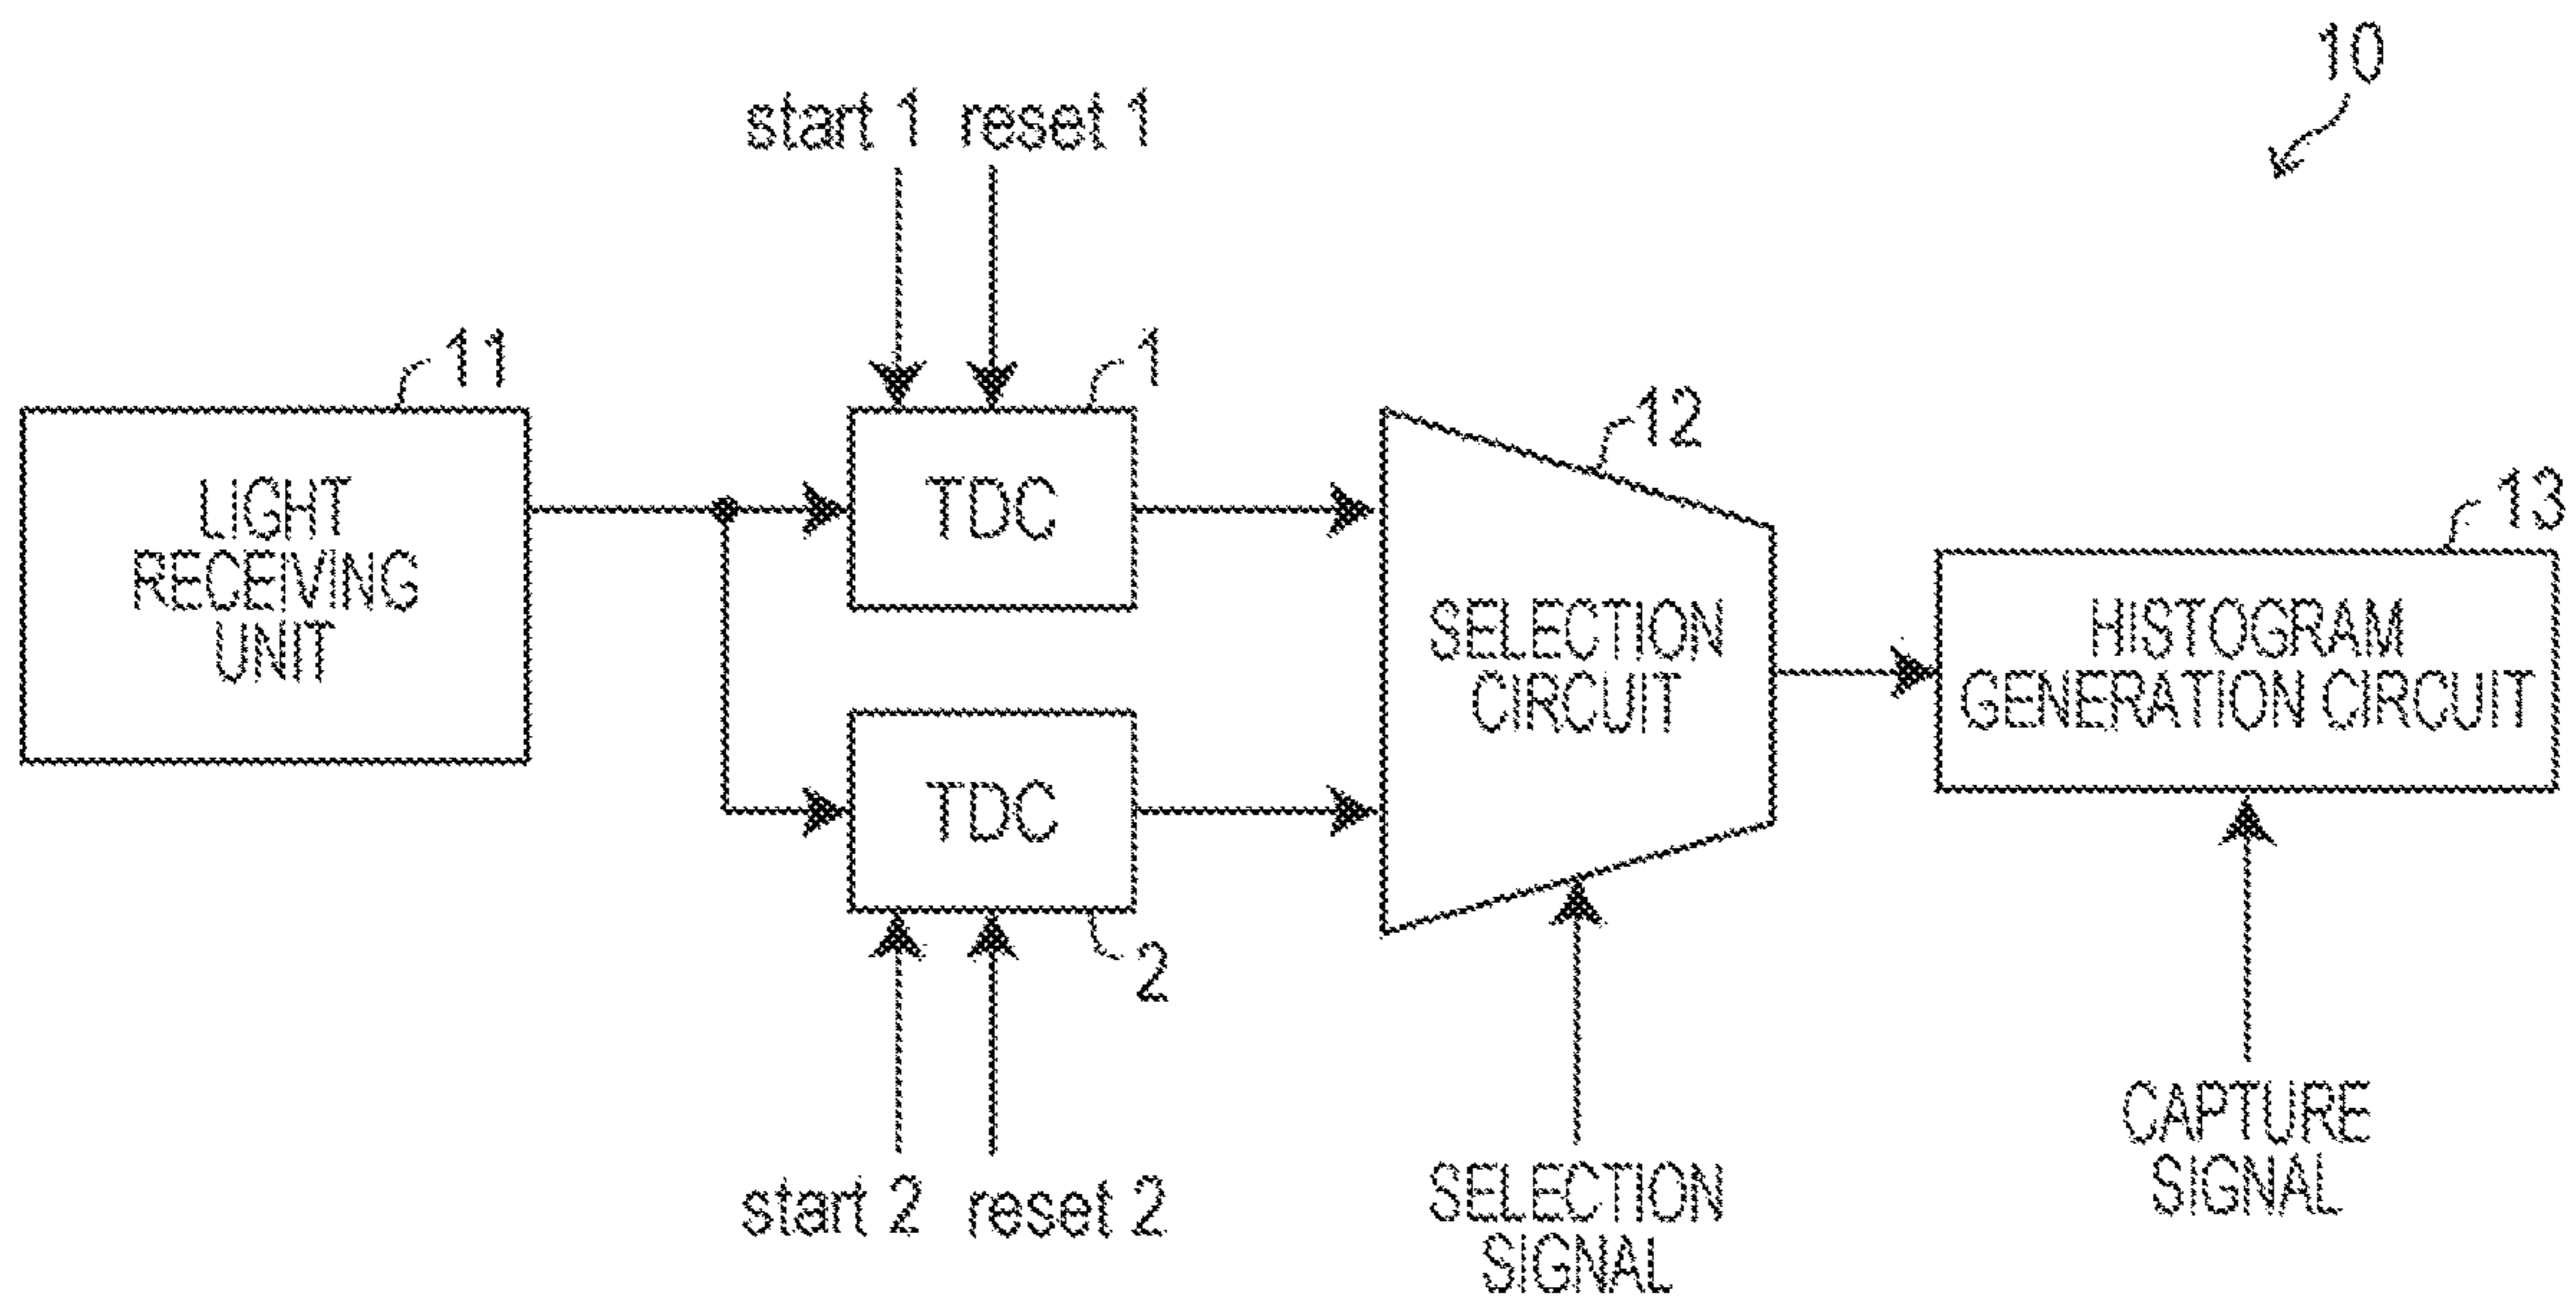 10
start 1 reset 1
11
1
12
13
LIGHT
RECEIVING
UNIT
TDC
SELECTION
CIRCUIT
HISTOGRAM
GENERATION CIRCUIT
TDC
2
start 2 reset 2
SELECTION
SIGNAL
CAPTURE
SIGNAL